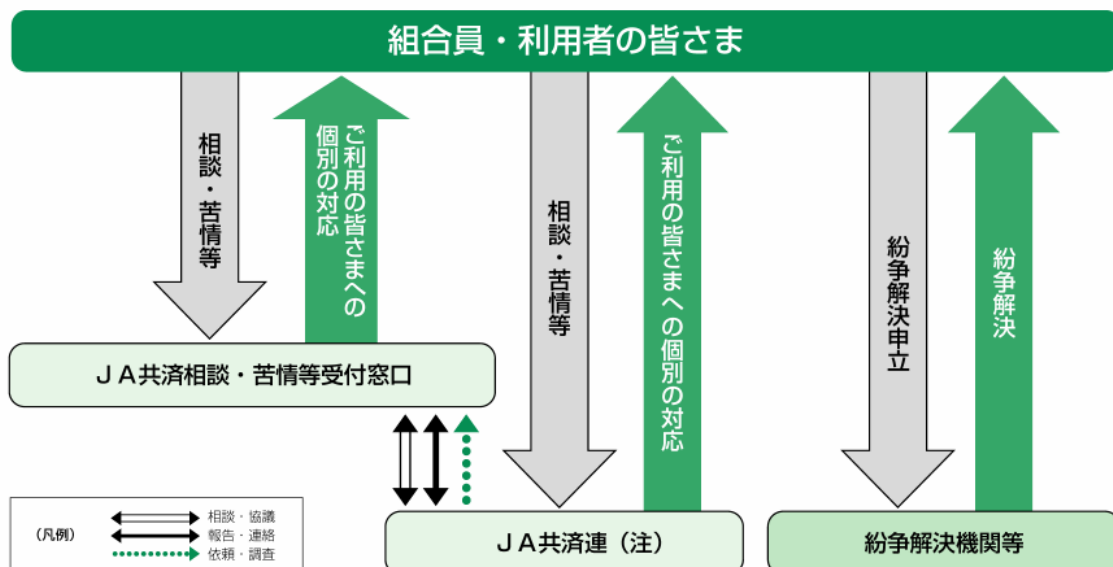 組合員・利用者の皆さま
相談・苦情等
ご利用の皆さまへの
個別の対応
相談・苦情等
ご利用の皆さまへの個別の対応
紛争解決申立
紛争解決
ＪＡ共済相談・苦情等受付窓口
（凡例）
相談・協議
報告・連絡
依頼・調査
ＪＡ共済連（注）
紛争解決機関等